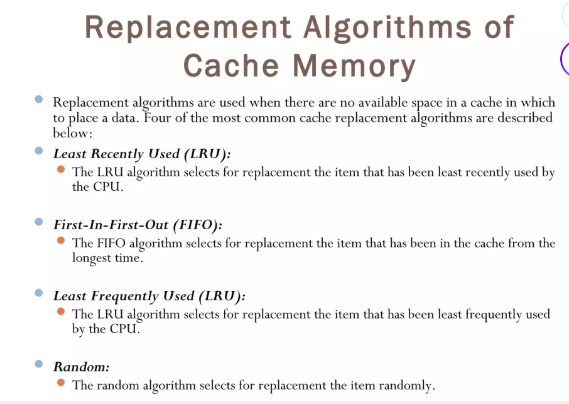 Replacement Algorithms of
Cache Memory
Replacement algorithms are used when there are no available space in a cache in which
to place a data. Four of the most common cache replacement algorithms are described
below:
Least Recently Used (LRU):
The LRU algorithm selects for replacement the item that has been least recently used by
the CPU.
First-In-First-Out (FIFO):
The FIFO algorithm selects for replacement the item that has been in the cache from the
longest time.
Least Frequently Used (LRU):
The LRU algorithm selects for replacement the item that has been least frequently used
by the CPU.
Random:
The random algorithm selects for replacement the item randomly.